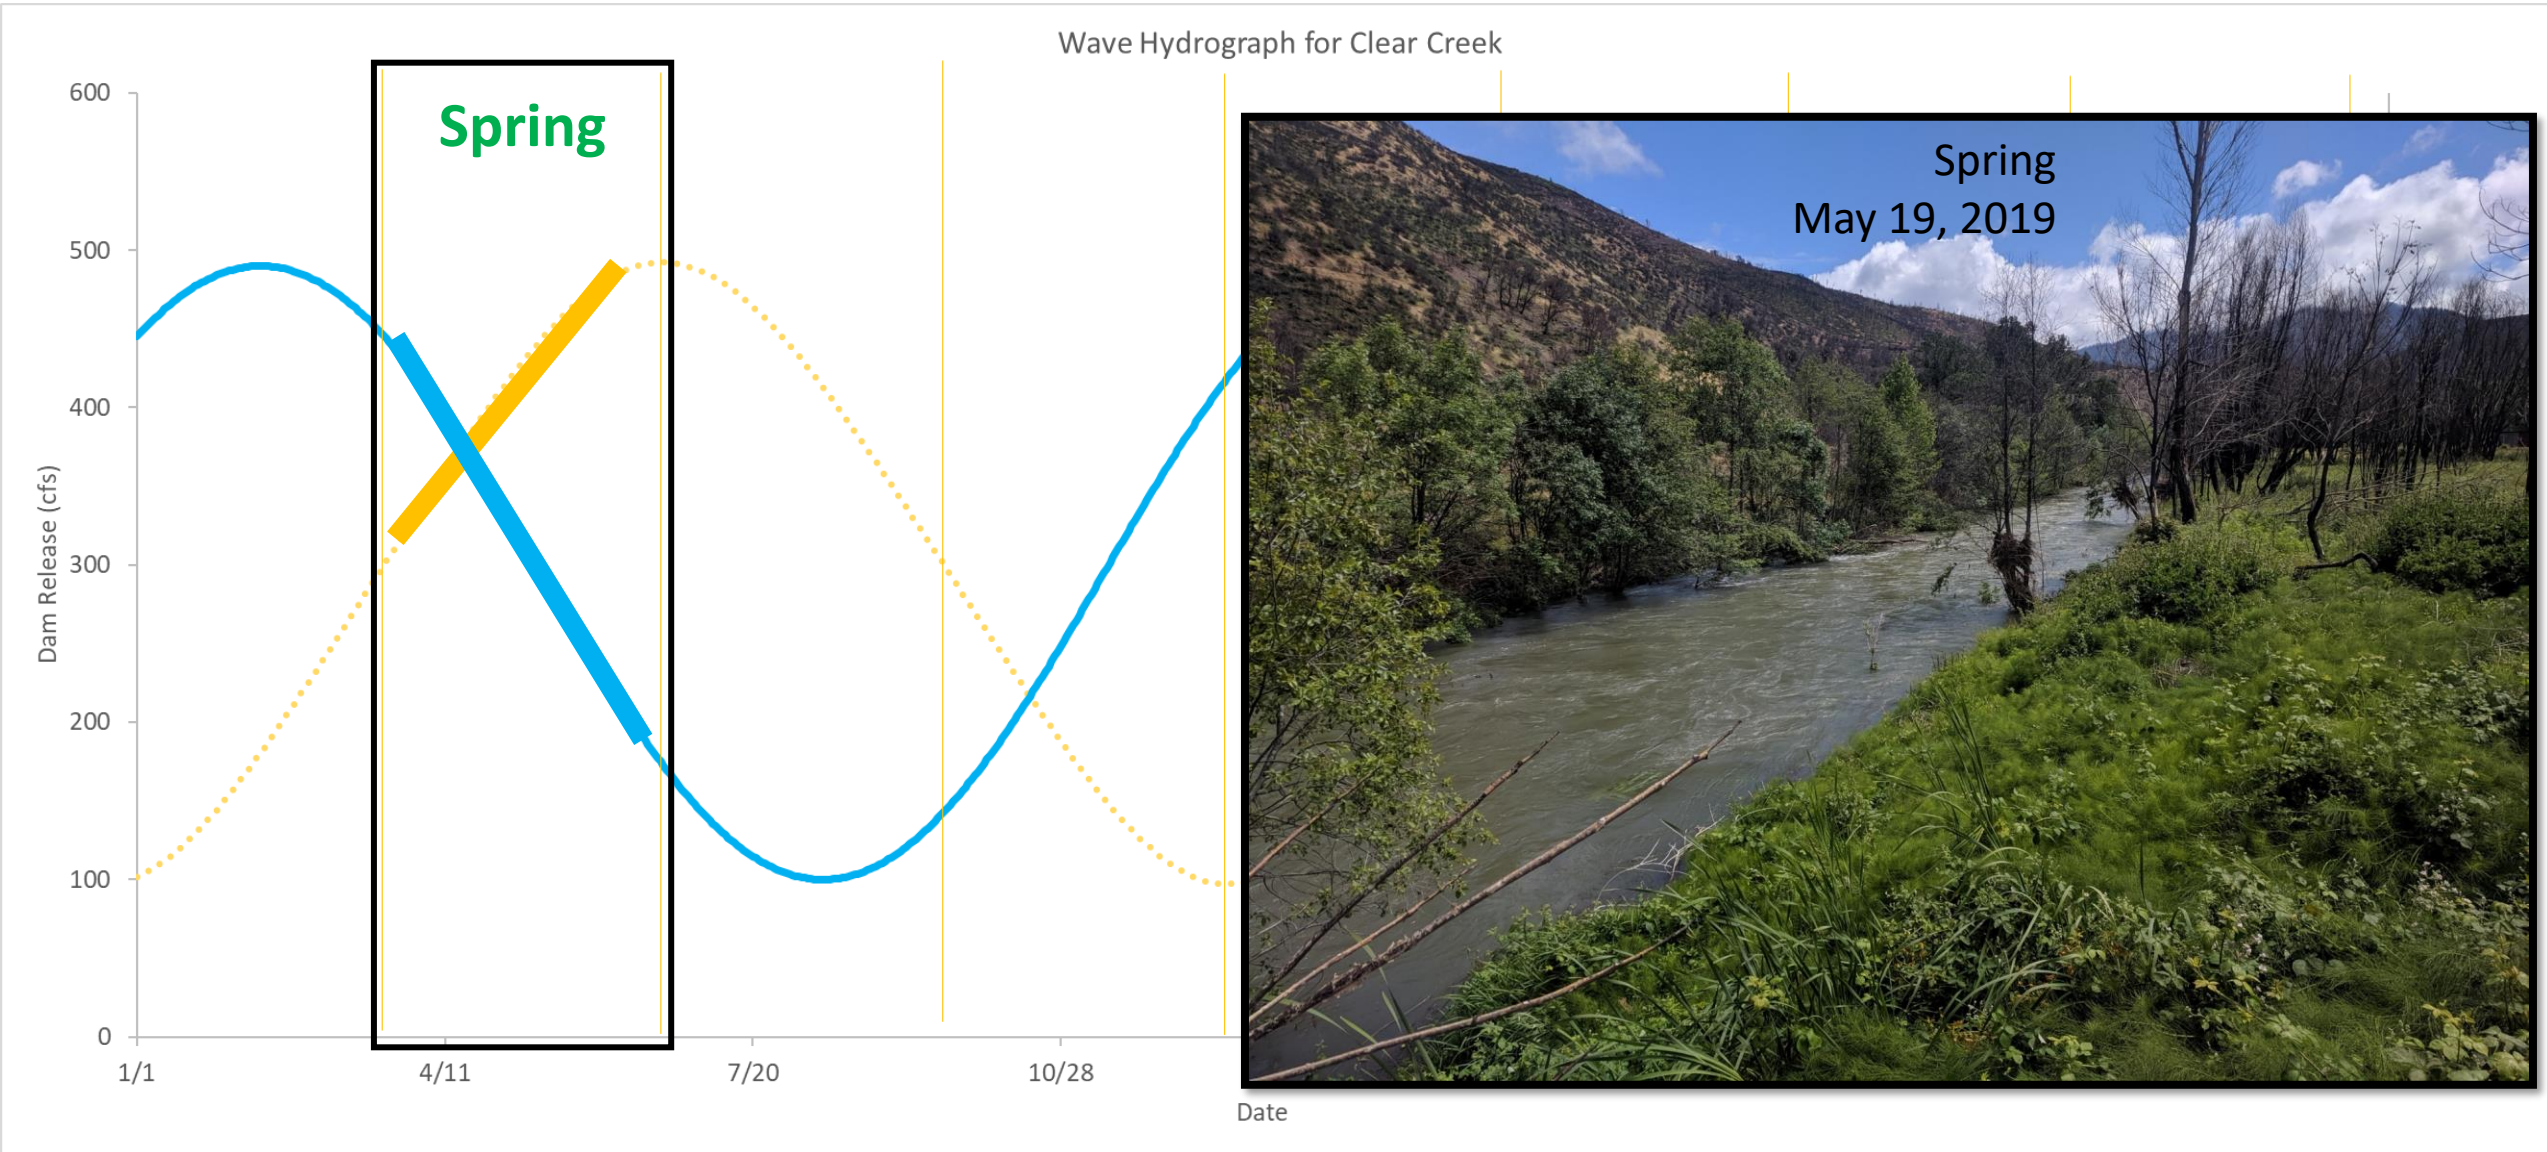 Wave Hydrograph for Clear Creek
Spring
Spring
May 19, 2019
600
500
400
300
200
100
0
Dam Release (cfs)
1/1
4/11
7/20
10/28
Date